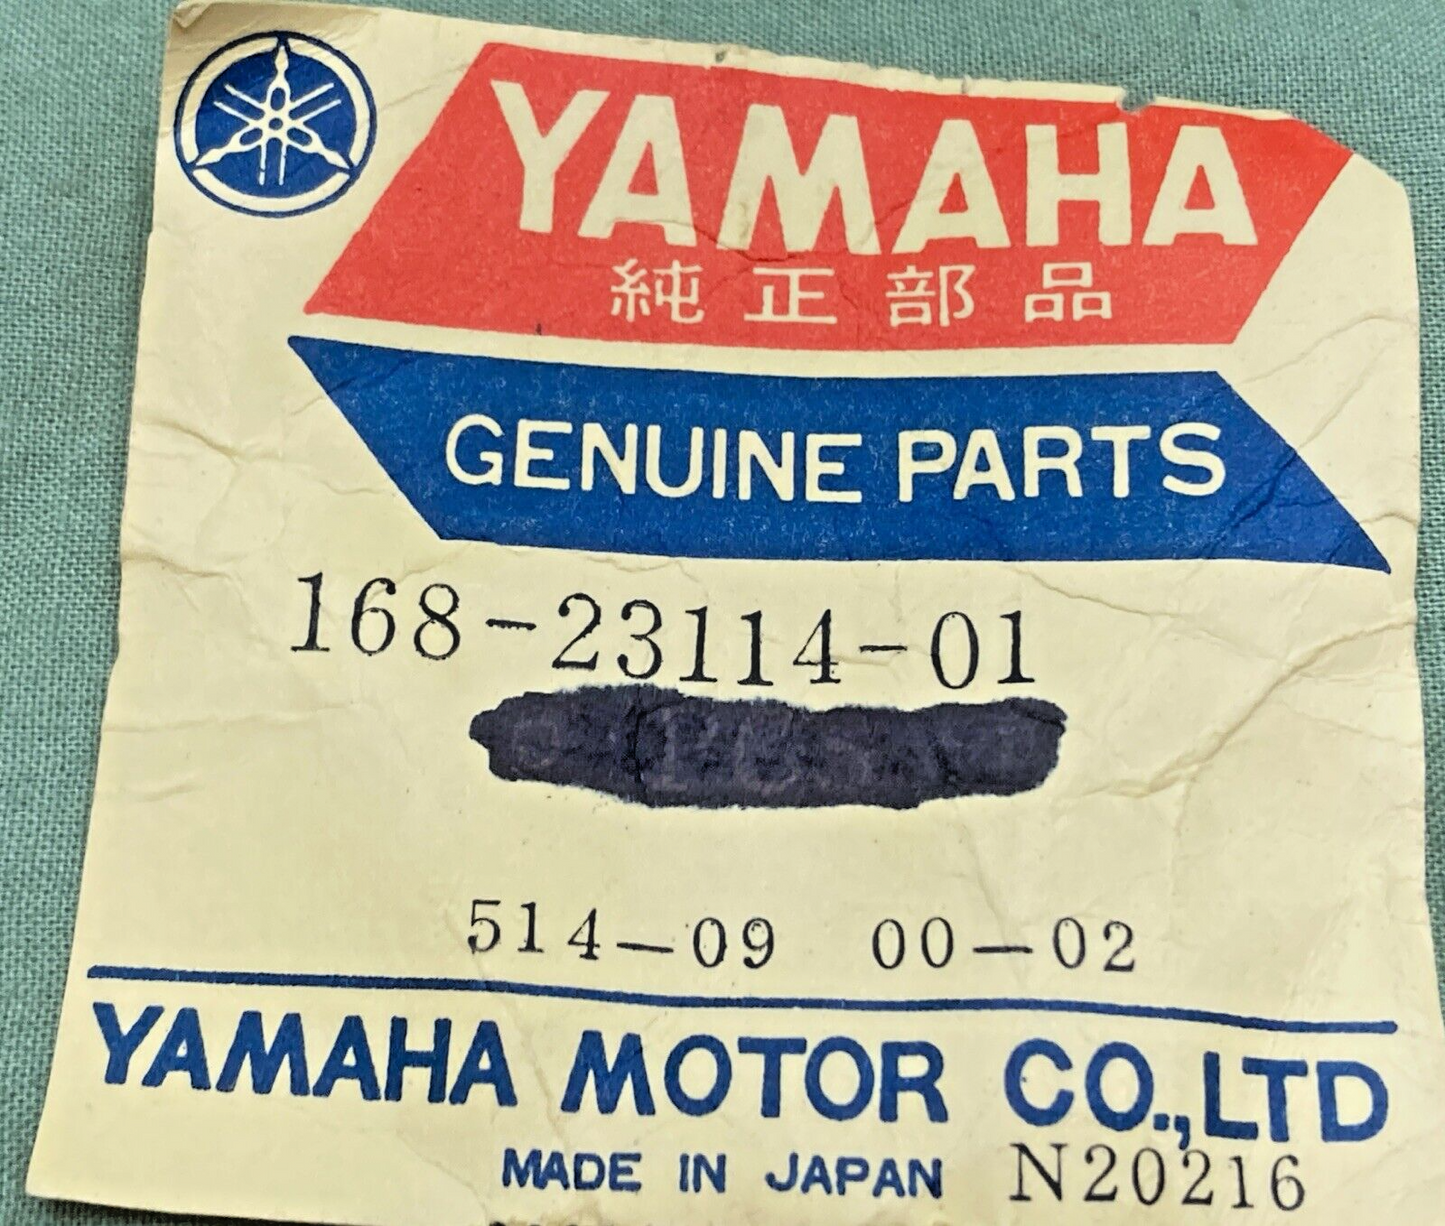 YAMAHA
純正部品
GENUINE PARTS
168-23114-01
514-09 00-02
YAMAHA MOTOR CO.,LTD
MADE IN JAPAN N20216